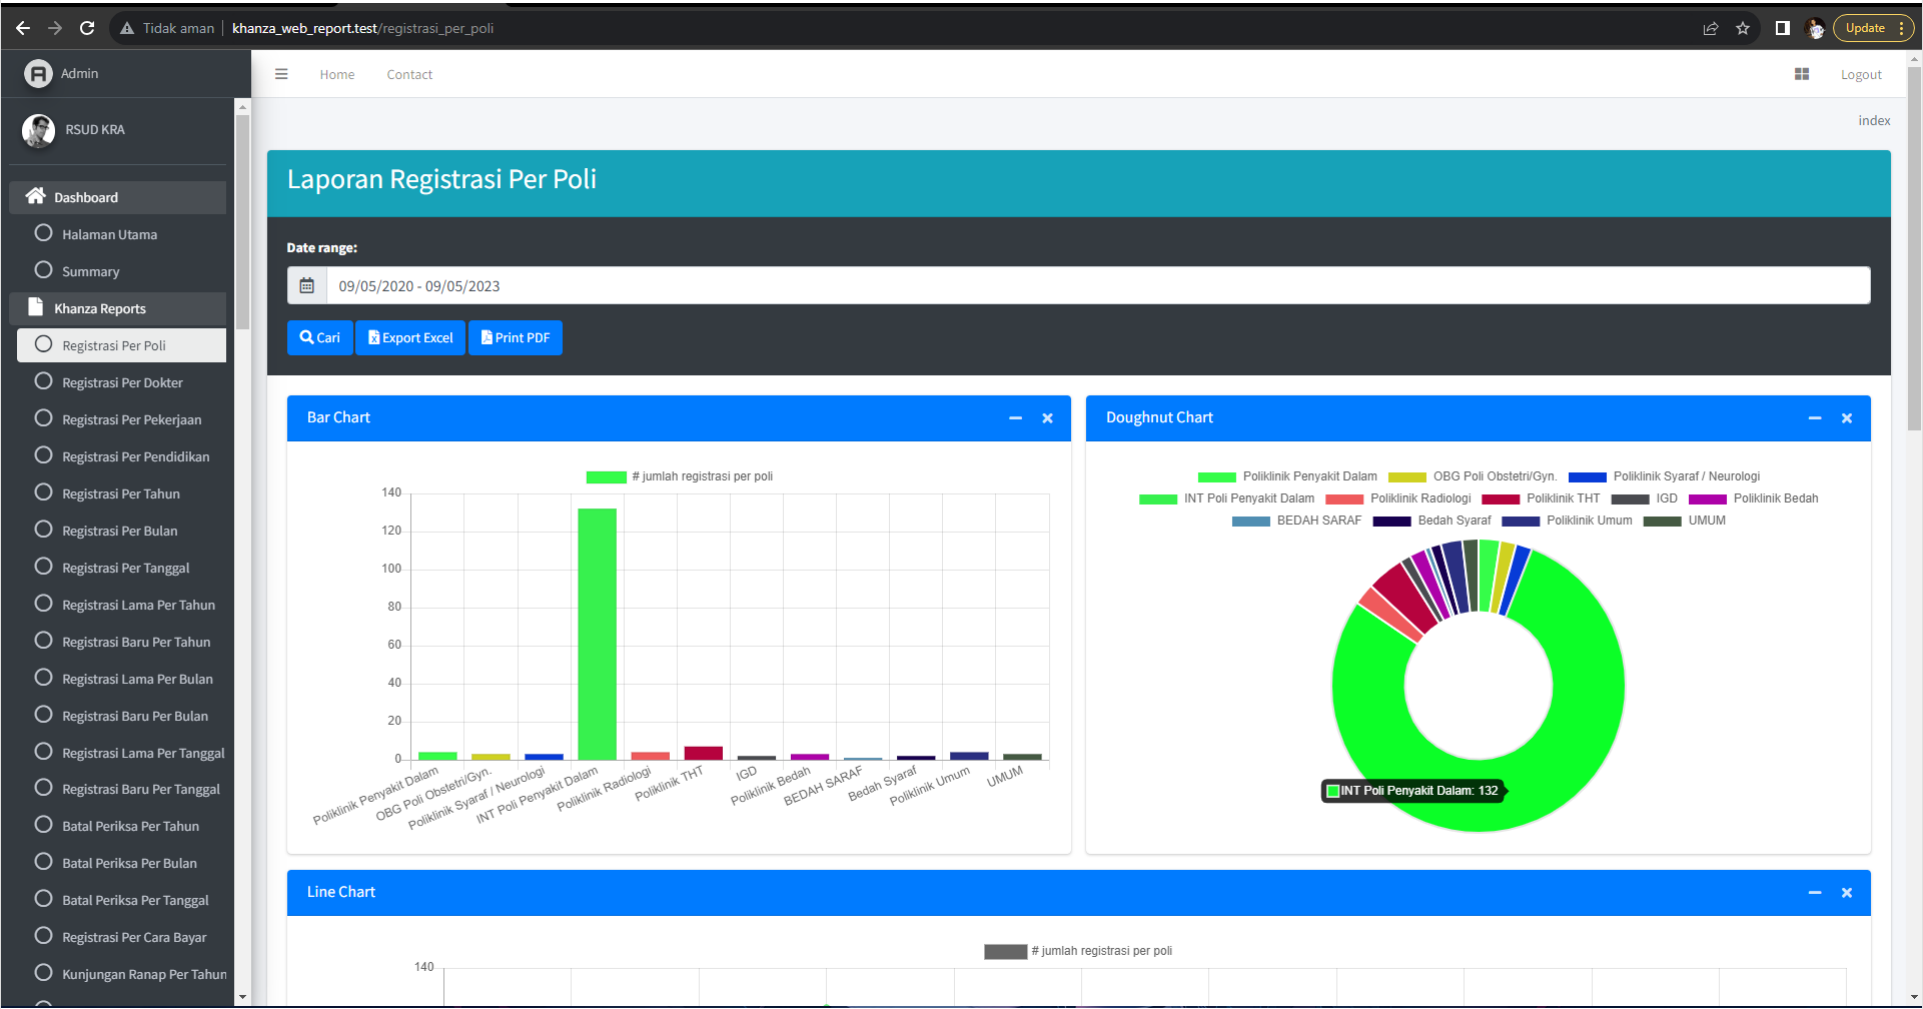 Tidak aman khanza_web_report.test/registrasi_per_poli Update
Admin
Home Contact Logout
RSUD KRA
index
Dashboard
Halaman Utama
Summary
Khanza Reports
Registrasi Per Poli
Registrasi Per Dokter
Registrasi Per Pekerjaan
Registrasi Per Pendidikan
Registrasi Per Tahun
Registrasi Per Bulan
Registrasi Per Tanggal
Registrasi Lama Per Tahun
Registrasi Baru Per Tahun
Registrasi Lama Per Bulan
Registrasi Baru Per Bulan
Registrasi Lama Per Tanggal
Registrasi Baru Per Tanggal
Batal Periksa Per Tahun
Batal Periksa Per Bulan
Batal Periksa Per Tanggal
Registrasi Per Cara Bayar
Kunjungan Ranap Per Tahun
Laporan Registrasi Per Poli
Date range:
09/05/2020 - 09/05/2023
Cari Export Excel Print PDF
Bar Chart
# jumlah registrasi per poli
140
120
100
80
60
40
20
0
Poliklinik Penyakit Dalam
OBG Poli Obstetri/Gyn.
Poliklinik Syaraf / Neurologi
INT Poli Penyakit Dalam
Poliklinik Radiologi
Poliklinik THT
IGD
Poliklinik Bedah
BEDAH SARAF
Bedah Syaraf
Poliklinik Umum
UMUM
Doughnut Chart
Poliklinik Penyakit Dalam OBG Poli Obstetri/Gyn. Poliklinik Syaraf / Neurologi
INT Poli Penyakit Dalam Poliklinik Radiologi Poliklinik THT IGD Poliklinik Bedah
BEDAH SARAF Bedah Syaraf Poliklinik Umum UMUM
INT Poli Penyakit Dalam: 132
Line Chart
# jumlah registrasi per poli
140